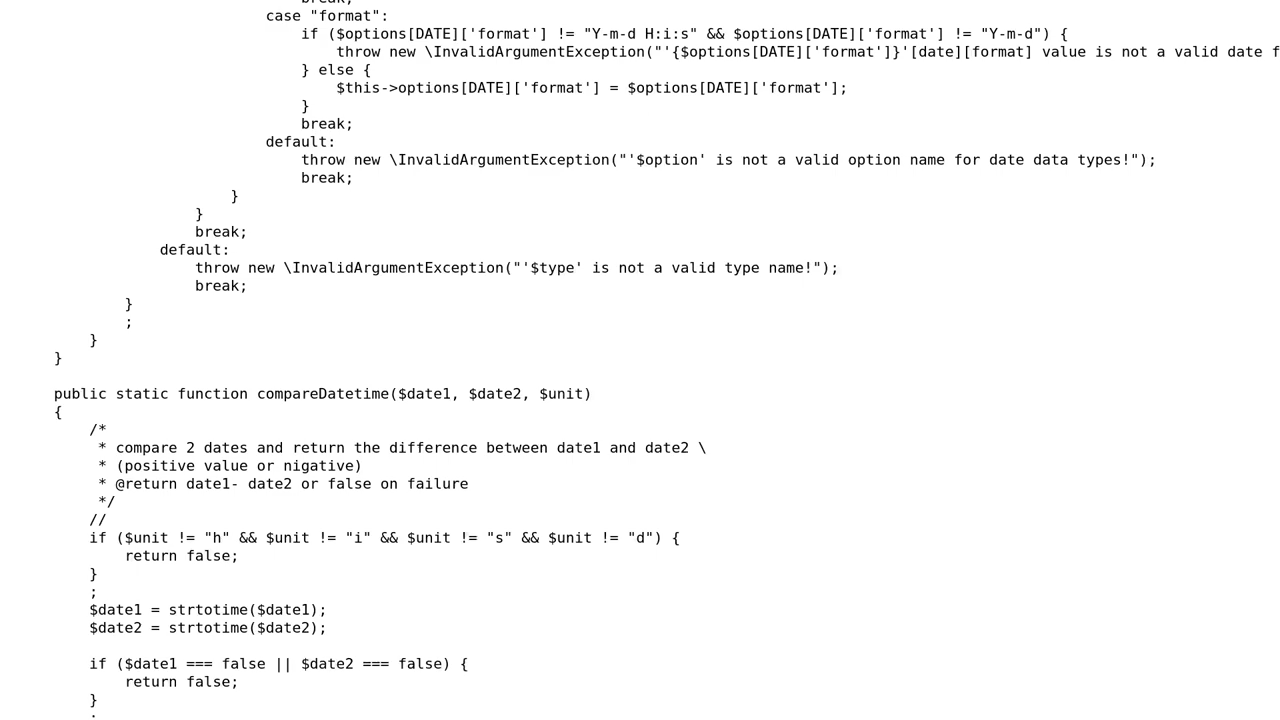 break;
case "format":
if ($options[DATE]['format'] != "Y-m-d H:i:s" && $options[DATE]['format'] != "Y-m-d") {
throw new \InvalidArgumentException("'{$options[DATE]['format']}'[date][format] value is not a valid date f
} else {
$this->options[DATE]['format'] = $options[DATE]['format'];
}
break;
default:
throw new \InvalidArgumentException("'$option' is not a valid option name for date data types!");
break;
}
}
break;
default:
throw new \InvalidArgumentException("'$type' is not a valid type name!");
break;
}
;
}
}
public static function compareDatetime($date1, $date2, $unit)
{
/*
* compare 2 dates and return the difference between date1 and date2 \
* (positive value or nigative)
* @return date1- date2 or false on failure
*/
//
if ($unit != "h" && $unit != "i" && $unit != "s" && $unit != "d") {
return false;
}
;
$date1 = strtotime($date1);
$date2 = strtotime($date2);
if ($date1 === false || $date2 === false) {
return false;
}
;